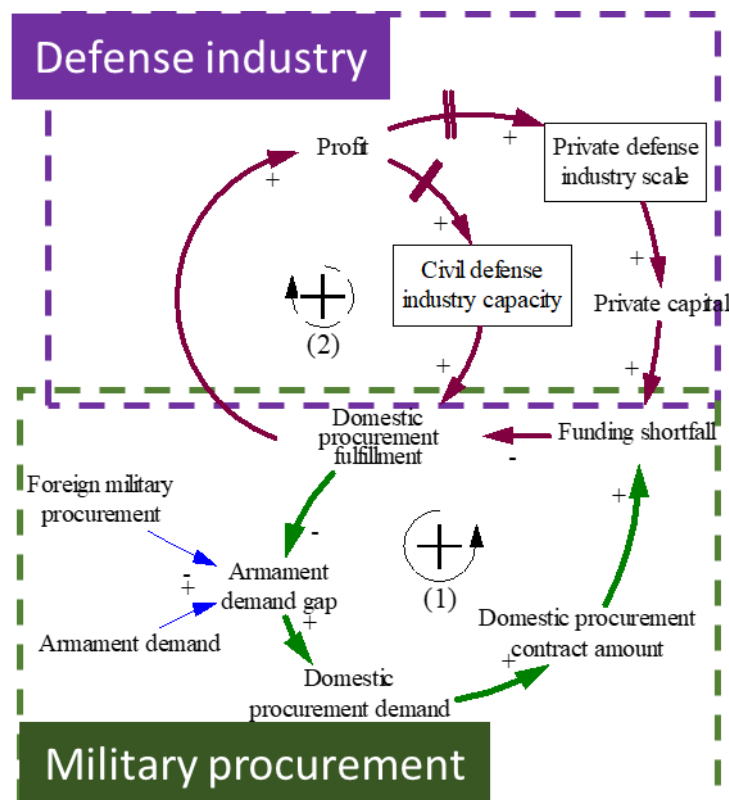 Defense industry
Profit
+
+
Private defense
industry scale
+
+
Civil defense
industry capacity
+
Private capital
(2)
+
+
Domestic
procurement
fulfillment
Funding shortfall
-
Foreign military
procurement
+
-
-
+
Armament
demand gap
(1)
+
Armament demand
Domestic procurement
contract amount
+
Domestic
procurement demand
Military procurement